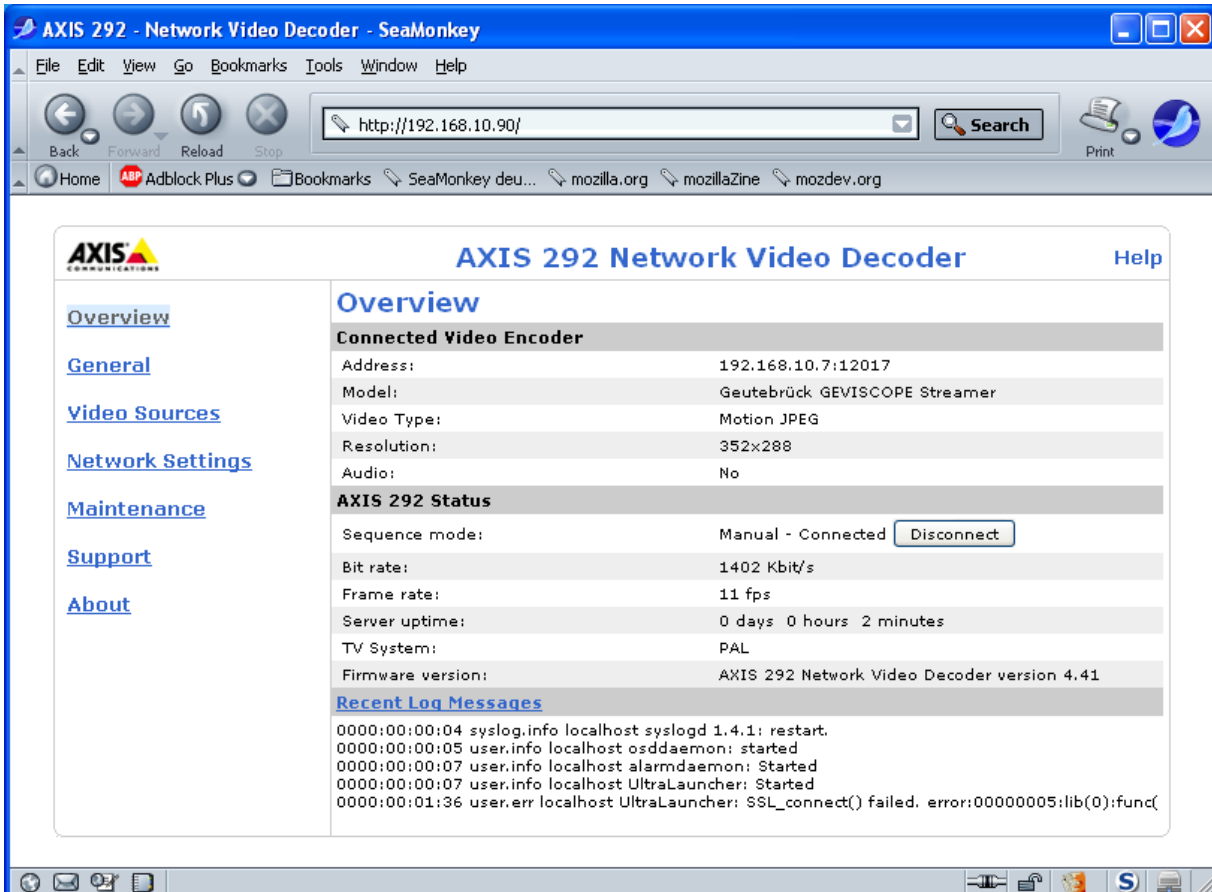 AXIS 292 - Network Video Decoder - SeaMonkey
File Edit View Go Bookmarks Tools Window Help
Back Forward Reload Stop http://192.168.10.90/ Search Print
Home ABP Adblock Plus Bookmarks SeaMonkey deu... mozilla.org mozillaZine mozdev.org
AXIS COMMUNICATIONS
AXIS 292 Network Video Decoder
Help
Overview
General
Video Sources
Network Settings
Maintenance
Support
About
Overview
Connected Video Encoder
Address: 192.168.10.7:12017
Model: Geutebrück GEVISCOPE Streamer
Video Type: Motion JPEG
Resolution: 352x288
Audio: No
AXIS 292 Status
Sequence mode: Manual - Connected Disconnect
Bit rate: 1402 Kbit/s
Frame rate: 11 fps
Server uptime: 0 days 0 hours 2 minutes
TV System: PAL
Firmware version: AXIS 292 Network Video Decoder version 4.41
Recent Log Messages
0000:00:00:04 syslog.info localhost syslogd 1.4.1: restart.
0000:00:00:05 user.info localhost osddaemon: started
0000:00:00:07 user.info localhost alarmdaemon: Started
0000:00:00:07 user.info localhost UltraLauncher: Started
0000:00:01:36 user.err localhost UltraLauncher: SSL_connect() failed. error:00000005:lib(0):func(
S